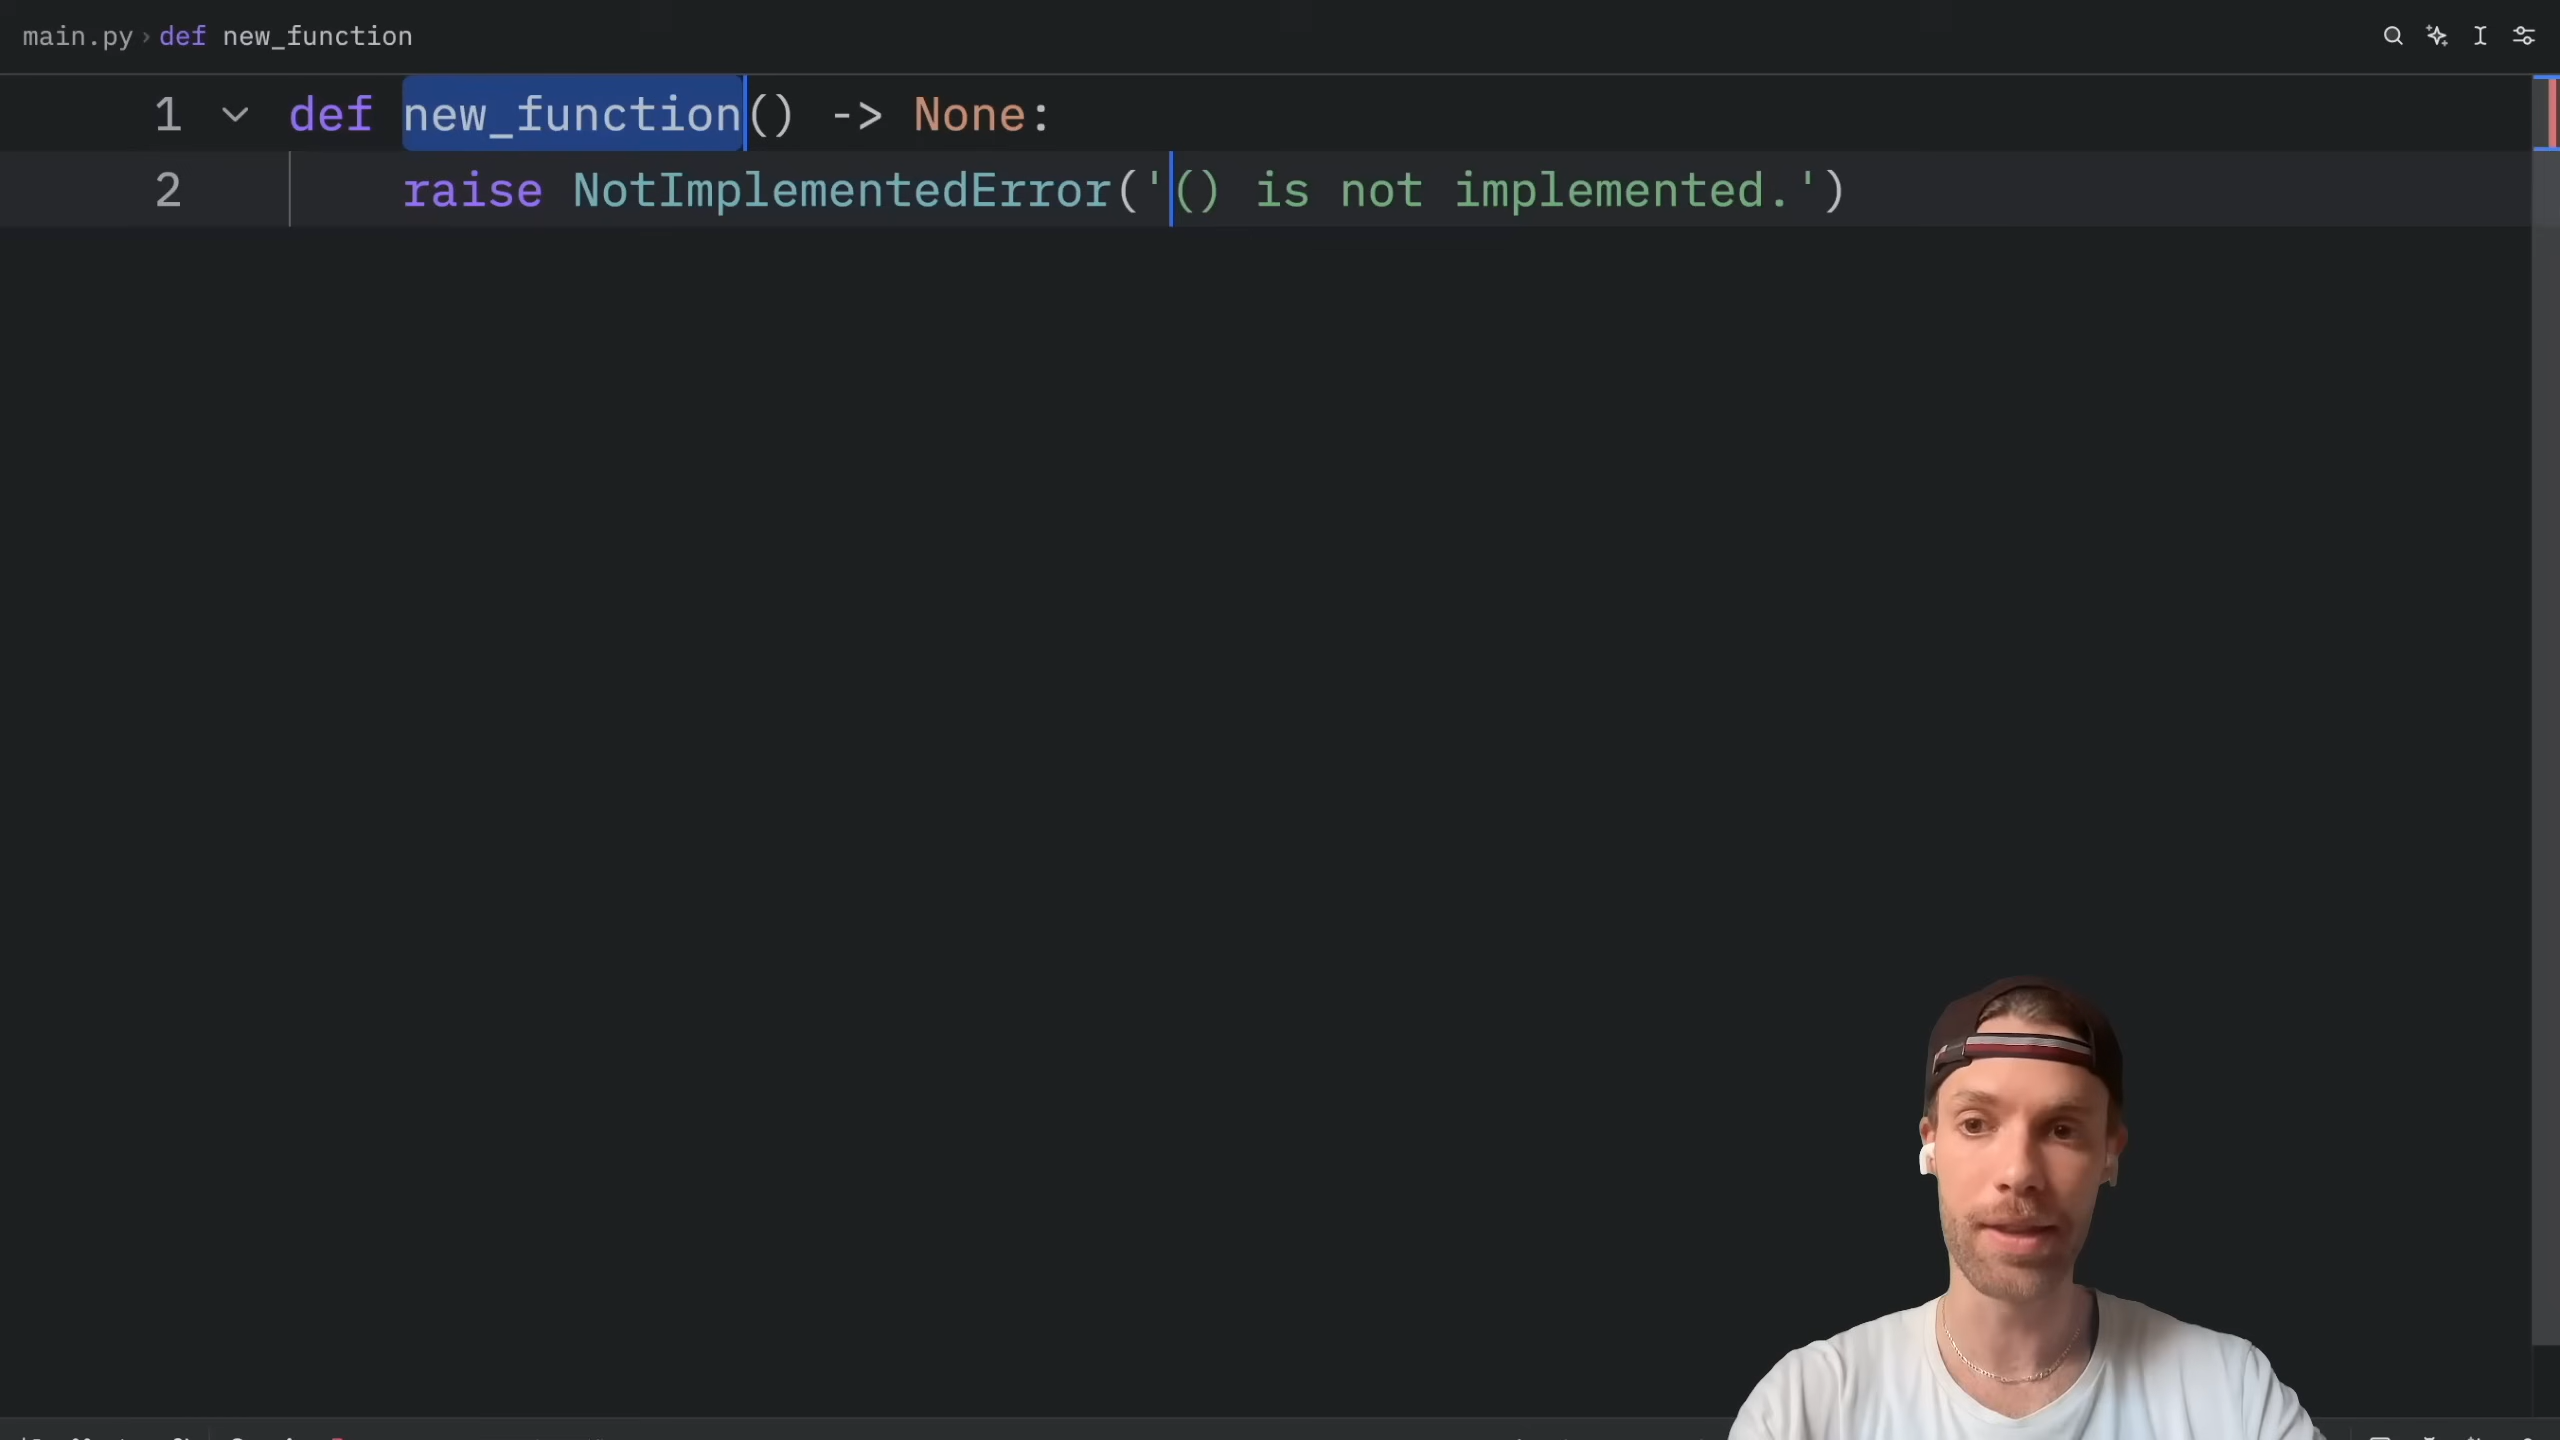 main.py › def new_function
1 def new_function() -> None:
2 raise NotImplementedError('() is not implemented.')